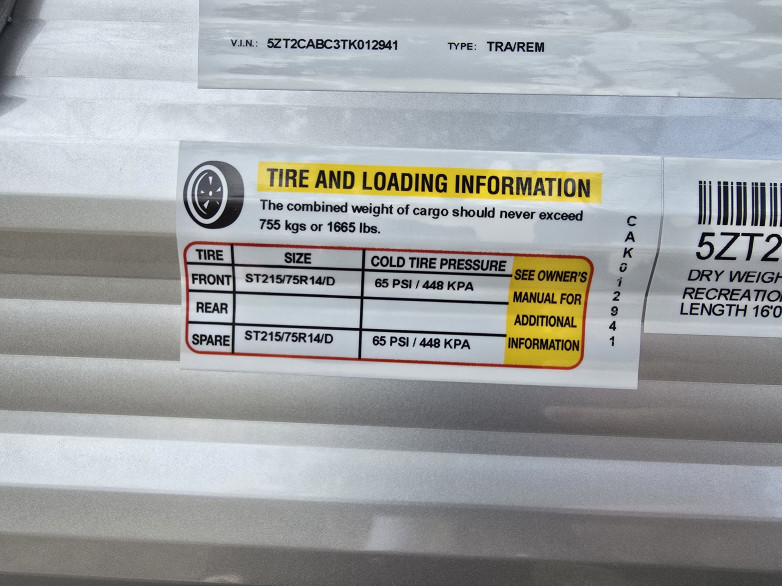 V.I.N.: 5ZT2CABC3TK012941 TYPE: TRA/REM
TIRE AND LOADING INFORMATION
The combined weight of cargo should never exceed
755 kgs or 1665 lbs.
TIRE SIZE COLD TIRE PRESSURE SEE OWNER'S
FRONT ST215/75R14/D 65 PSI / 448 KPA MANUAL FOR
REAR ADDITIONAL
SPARE ST215/75R14/D 65 PSI / 448 KPA INFORMATION
CAK012941
5ZT2
DRY WEIGH
RECREATIO
LENGTH 16'0